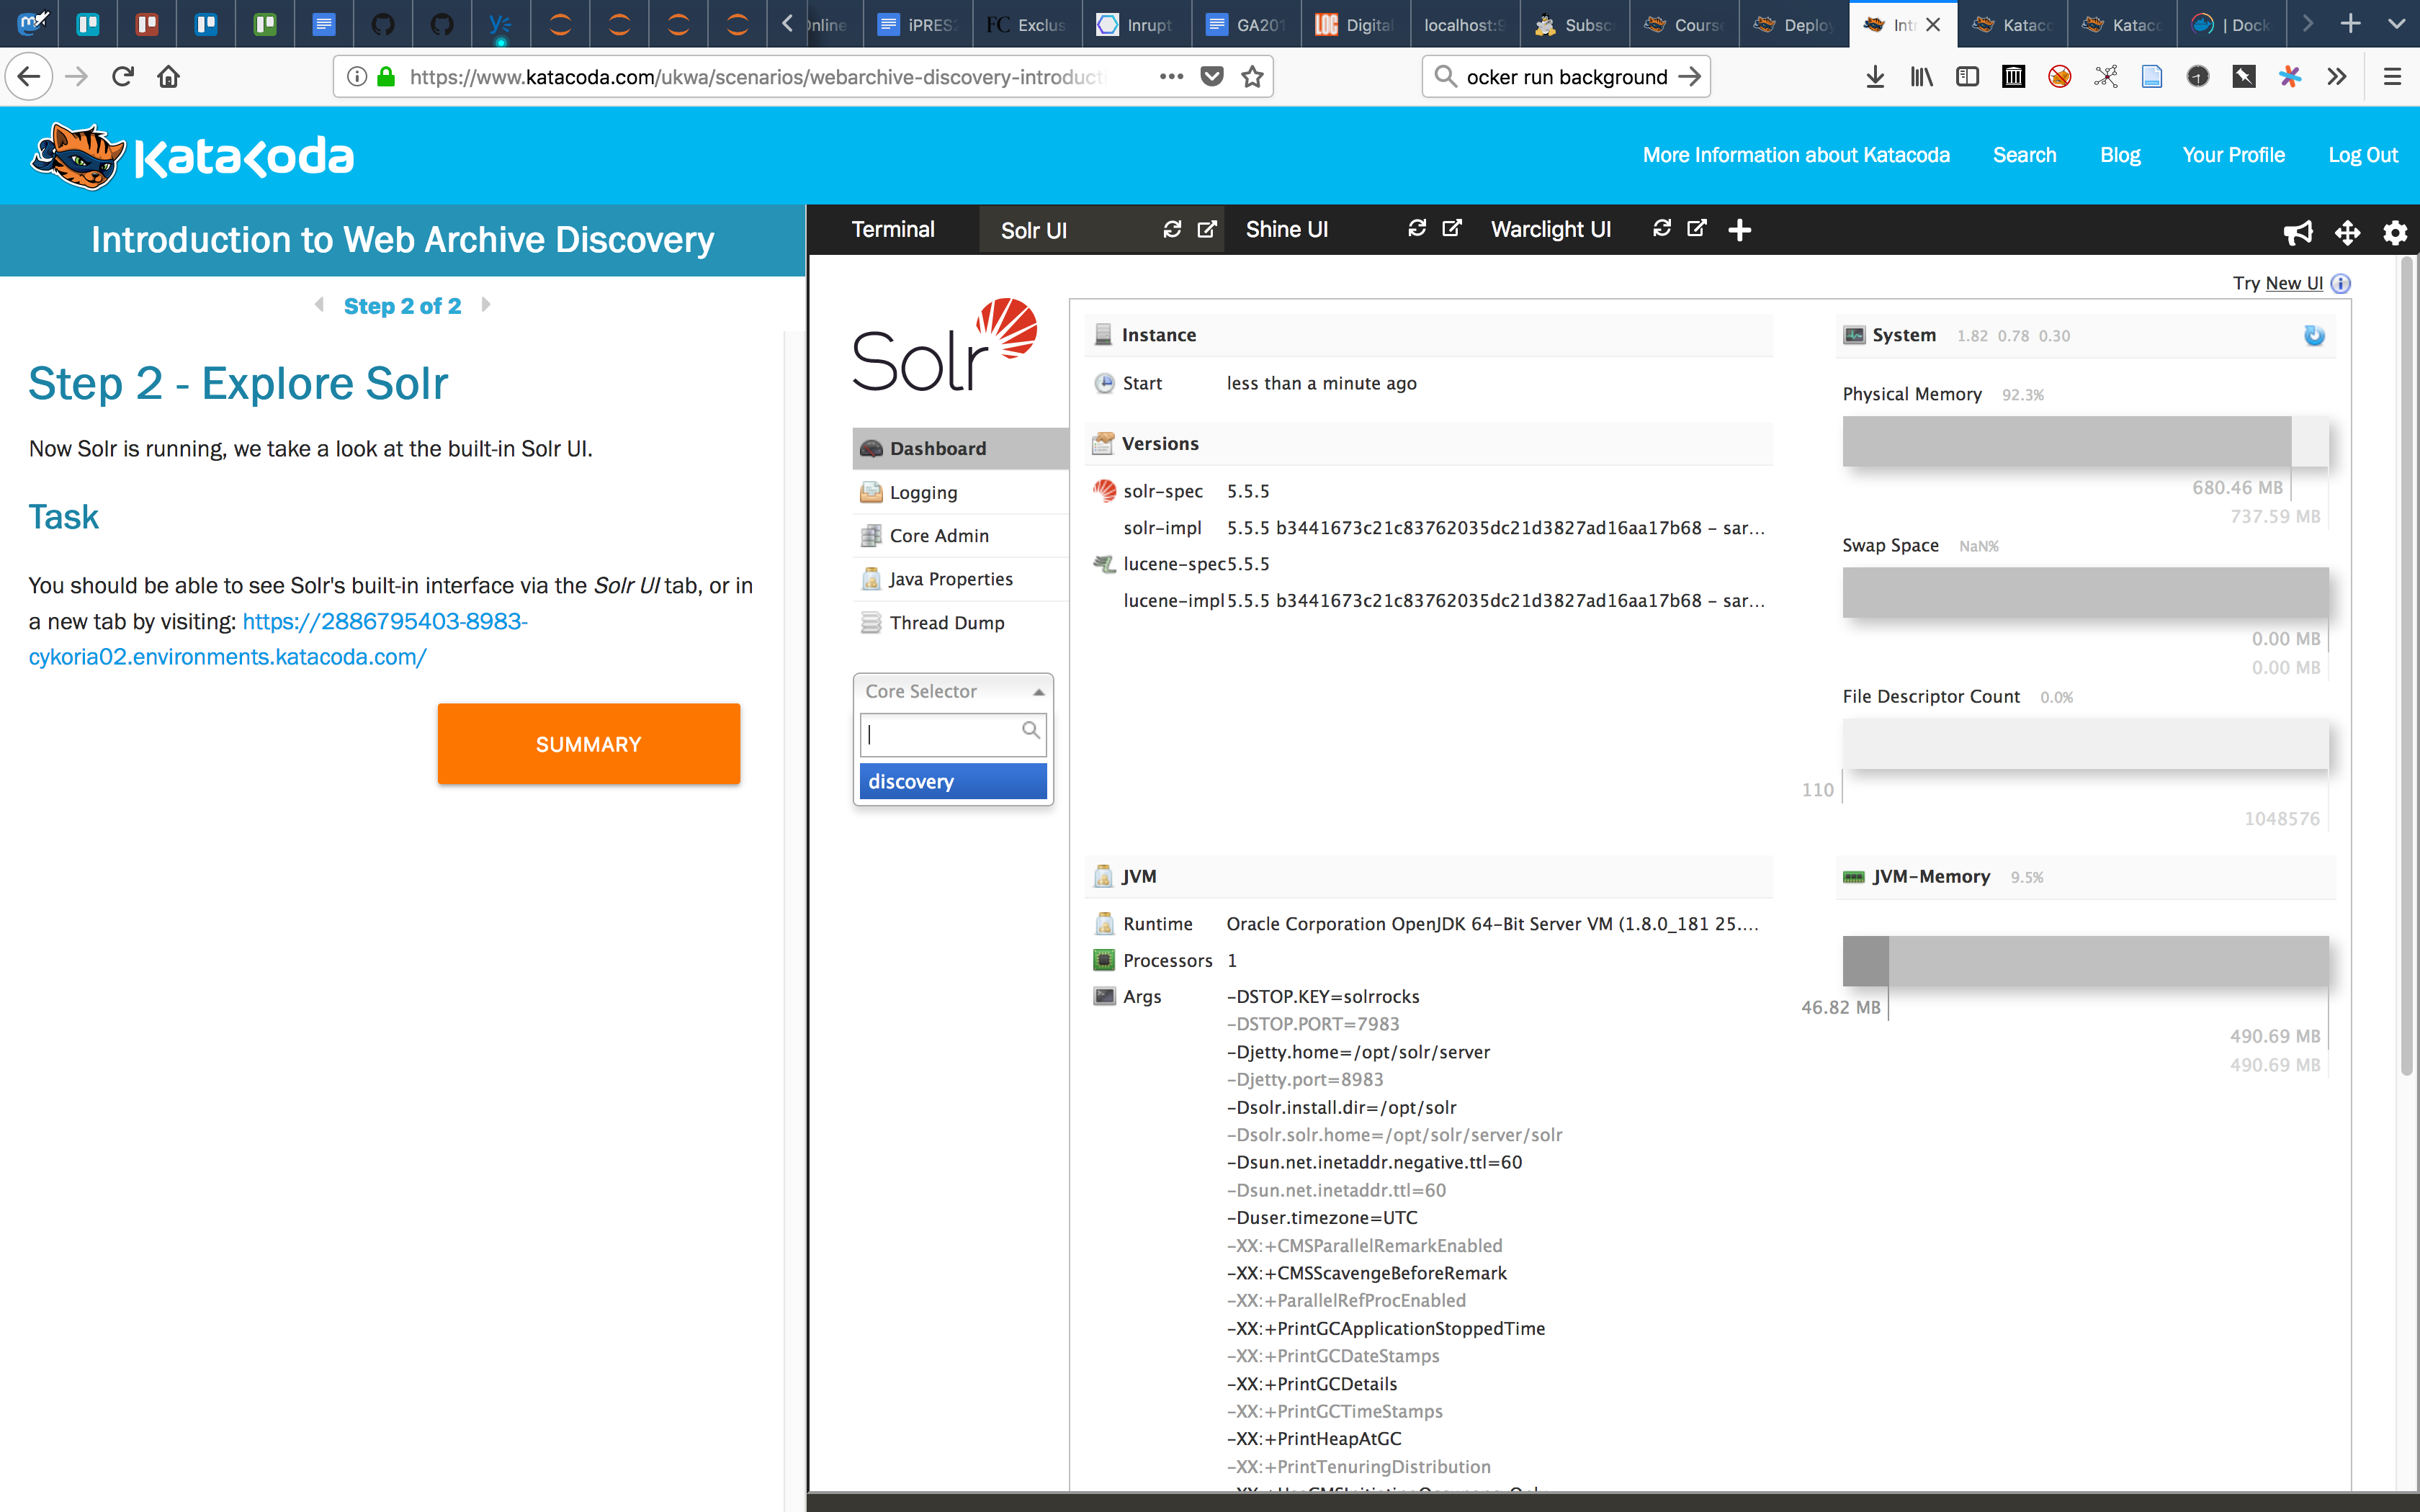 Online
iPRES
FC Exclus
Inrupt
GA201
LOC Digital
localhost:9
Subsc
Course
Deploy
Int
Katac
Katac
| Dock
https://www.katacoda.com/ukwa/scenarios/webarchive-discovery-introducti
ocker run background
Katacoda
More Information about Katacoda
Search
Blog
Your Profile
Log Out
Introduction to Web Archive Discovery
Step 2 of 2
Step 2 - Explore Solr
Now Solr is running, we take a look at the built-in Solr UI.
Task
You should be able to see Solr's built-in interface via the Solr UI tab, or in
a new tab by visiting: https://2886795403-8983-
cykoria02.environments.katacoda.com/
SUMMARY
Terminal
Solr UI
Shine UI
Warclight UI
Try New UI
Solr
Dashboard
Logging
Core Admin
Java Properties
Thread Dump
Core Selector
discovery
Instance
Start less than a minute ago
Versions
solr-spec 5.5.5
solr-impl 5.5.5 b3441673c21c83762035dc21d3827ad16aa17b68 - sar...
lucene-spec 5.5.5
lucene-impl 5.5.5 b3441673c21c83762035dc21d3827ad16aa17b68 - sar...
JVM
Runtime Oracle Corporation OpenJDK 64-Bit Server VM (1.8.0_181 25....
Processors 1
Args -DSTOP.KEY=solrrocks
-DSTOP.PORT=7983
-Djetty.home=/opt/solr/server
-Djetty.port=8983
-Dsolr.install.dir=/opt/solr
-Dsolr.solr.home=/opt/solr/server/solr
-Dsun.net.inetaddr.negative.ttl=60
-Dsun.net.inetaddr.ttl=60
-Duser.timezone=UTC
-XX:+CMSParallelRemarkEnabled
-XX:+CMSScavengeBeforeRemark
-XX:+ParallelRefProcEnabled
-XX:+PrintGCApplicationStoppedTime
-XX:+PrintGCDateStamps
-XX:+PrintGCDetails
-XX:+PrintGCTimeStamps
-XX:+PrintHeapAtGC
-XX:+PrintTenuringDistribution
System 1.82 0.78 0.30
Physical Memory 92.3%
680.46 MB
737.59 MB
Swap Space NaN%
0.00 MB
0.00 MB
File Descriptor Count 0.0%
110
1048576
JVM-Memory 9.5%
46.82 MB
490.69 MB
490.69 MB